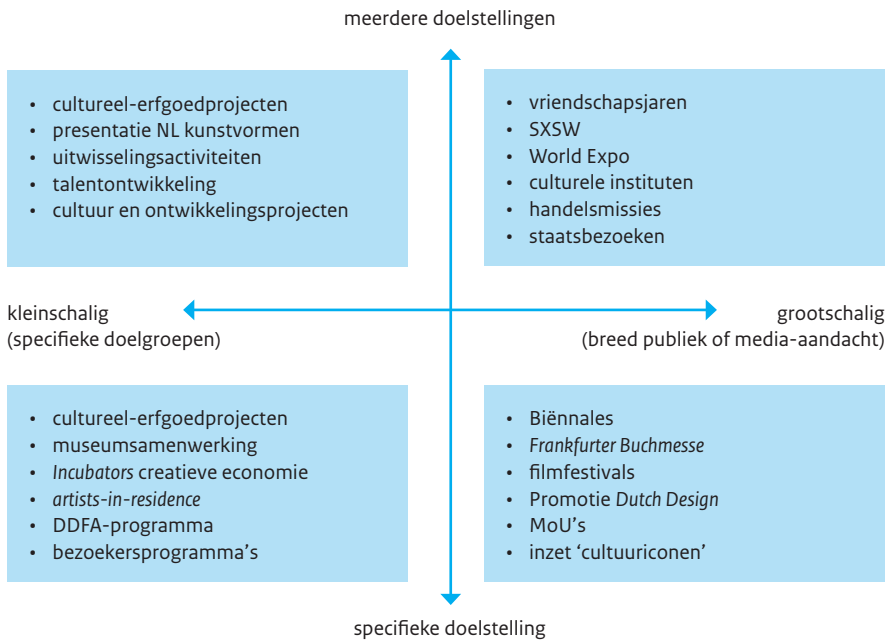 meerdere doelstellingen
• cultureel-erfgoedprojecten
• presentatie NL kunstvormen
• uitwisselingsactiviteiten
• talentontwikkeling
• cultuur en ontwikkelingsprojecten
• vriendschapsjaren
• SXSW
• World Expo
• culturele instituten
• handelsmissies
• staatsbezoeken
kleinschalig
(specifieke doelgroepen)
grootschalig
(breed publiek of media-aandacht)
• cultureel-erfgoedprojecten
• museumsamenwerking
• Incubators creatieve economie
• artists-in-residence
• DDFA-programma
• bezoekersprogramma’s
• Biënnales
• Frankfurter Buchmesse
• filmfestivals
• Promotie Dutch Design
• MoU’s
• inzet ‘cultuuriconen’
specifieke doelstelling